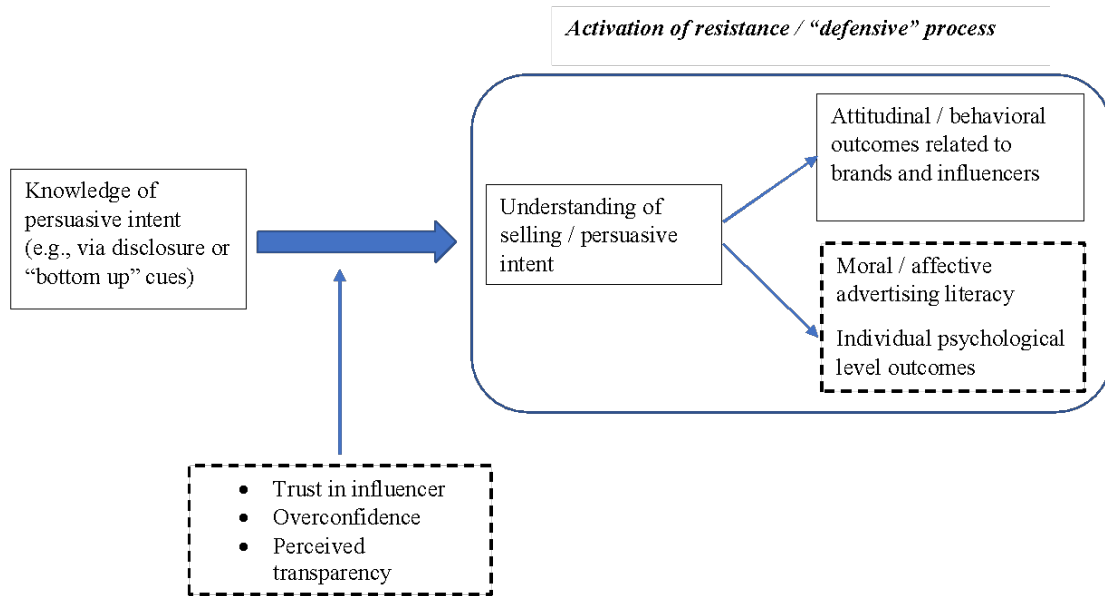 Activation of resistance / “defensive” process
Knowledge of
persuasive intent
(e.g., via disclosure or
“bottom up” cues)
Understanding of
selling / persuasive
intent
Attitudinal / behavioral
outcomes related to
brands and influencers
Moral / affective
advertising literacy
Individual psychological
level outcomes
• Trust in influencer
• Overconfidence
• Perceived
transparency